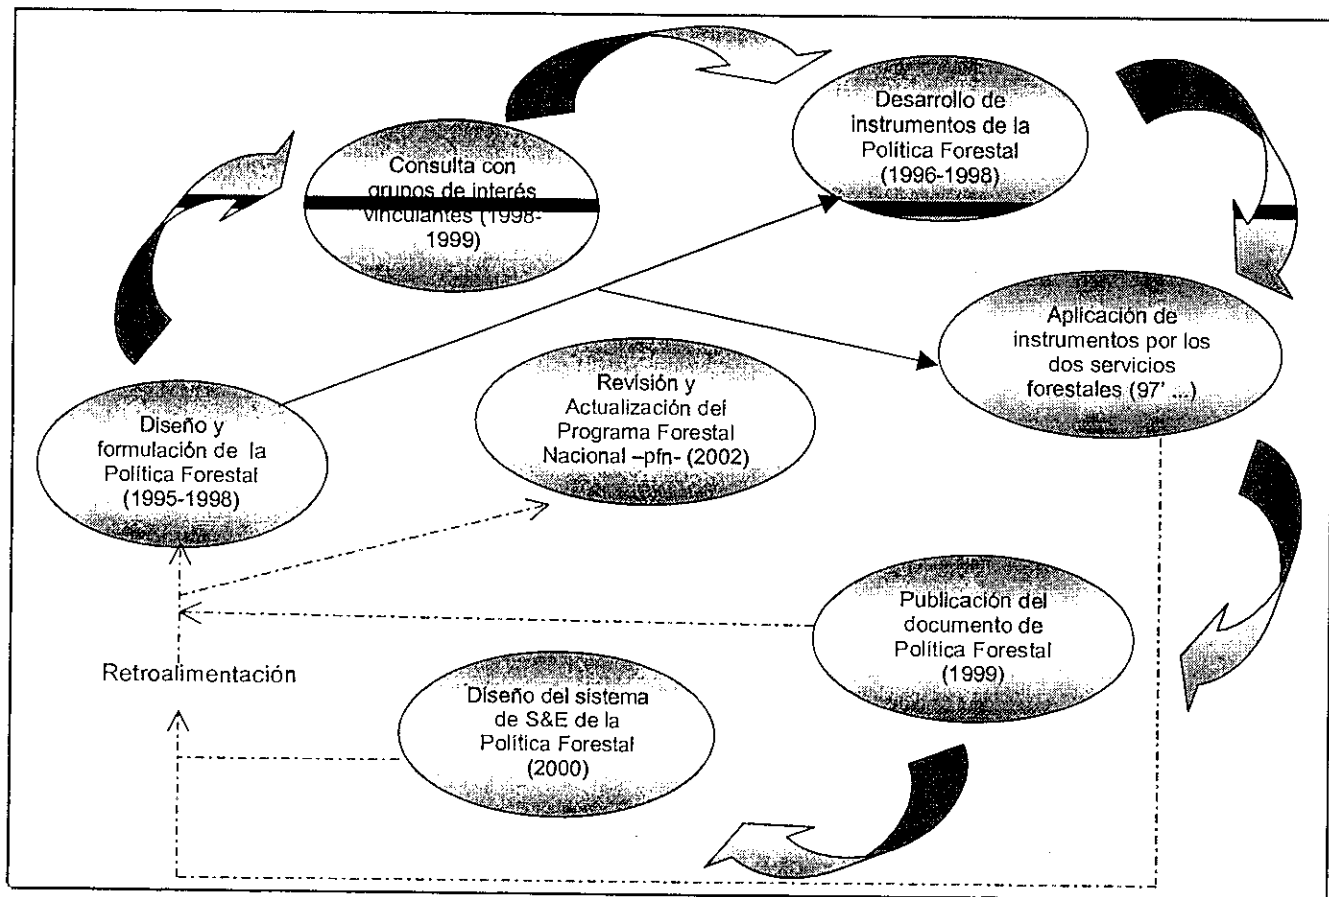 Desarrollo de
instrumentos de la
Política Forestal
(1996-1998)
Consulta con
grupos de interés
vinculantes (1998-
1999)
Aplicación de
instrumentos por los
dos servicios
forestales (97' ...)
Revisión y
Actualización del
Programa Forestal
Nacional –pfn- (2002)
Diseño y
formulación de la
Política Forestal
(1995-1998)
Publicación del
documento de
Política Forestal
(1999)
Retroalimentación
Diseño del sistema
de S&E de la
Política Forestal
(2000)